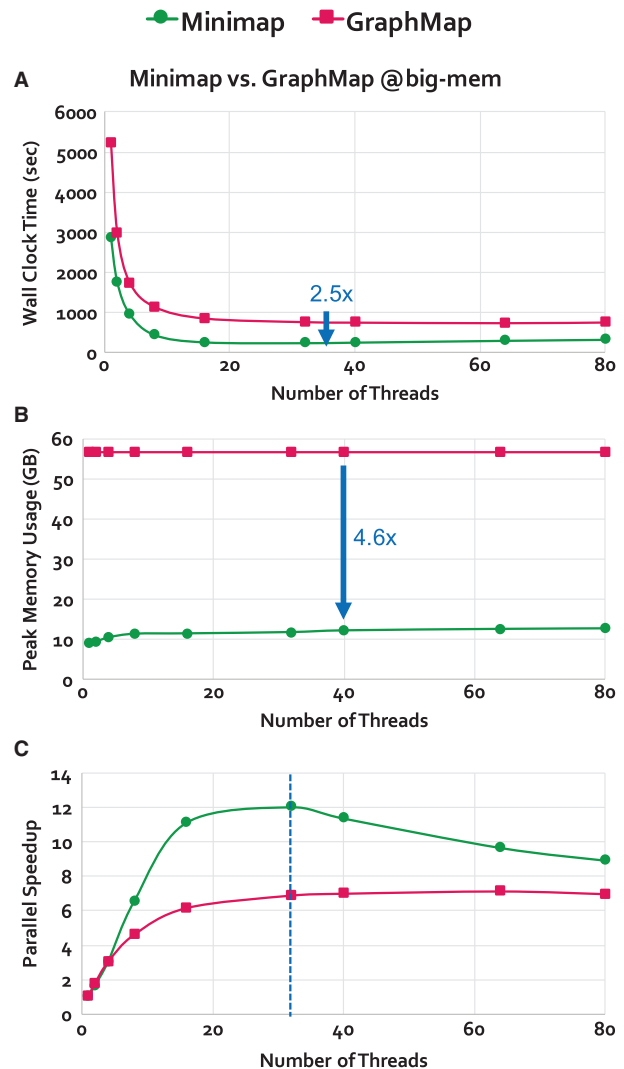 Minimap GraphMap
A Minimap vs. GraphMap @big-mem
Wall Clock Time (sec)
6000
5000
4000
3000
2000
1000
0
2.5x
0 20 40 60 80
Number of Threads
B
Peak Memory Usage (GB)
60
50
40
30
20
10
0
4.6x
0 20 40 60 80
Number of Threads
C
Parallel Speedup
14
12
10
8
6
4
2
0
0 20 40 60 80
Number of Threads